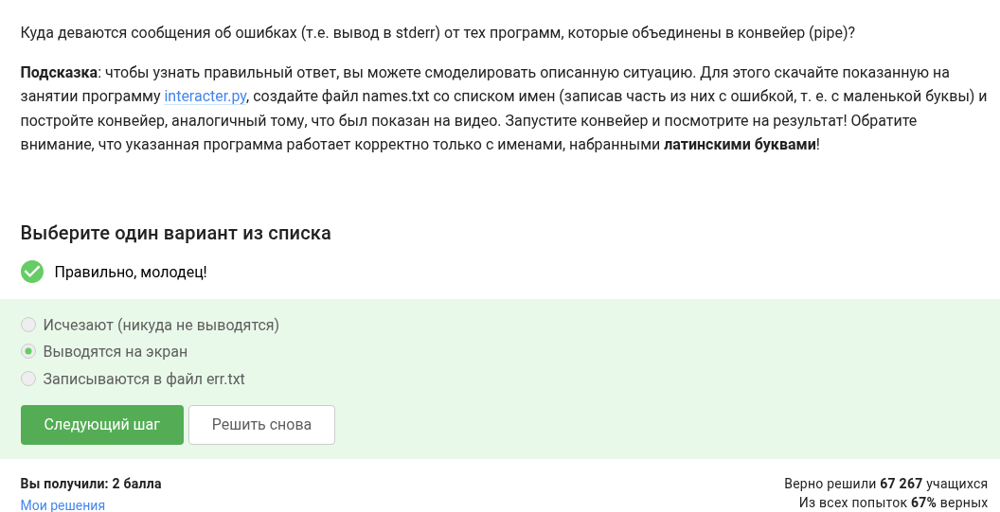 Куда деваются сообщения об ошибках (т.е. вывод в stderr) от тех программ, которые объединены в конвейер (pipe)?
Подсказка: чтобы узнать правильный ответ, вы можете смоделировать описанную ситуацию. Для этого скачайте показанную на
занятии программу interacter.py, создайте файл names.txt со списком имен (записав часть из них с ошибкой, т. е. с маленькой буквы) и
постройте конвейер, аналогичный тому, что был показан на видео. Запустите конвейер и посмотрите на результат! Обратите
внимание, что указанная программа работает корректно только с именами, набранными латинскими буквами!
Выберите один вариант из списка
Правильно, молодец!
Исчезают (никуда не выводятся)
Выводятся на экран
Записываются в файл err.txt
Следующий шаг
Решить снова
Вы получили: 2 балла
Мои решения
Верно решили 67 267 учащихся
Из всех попыток 67% верных